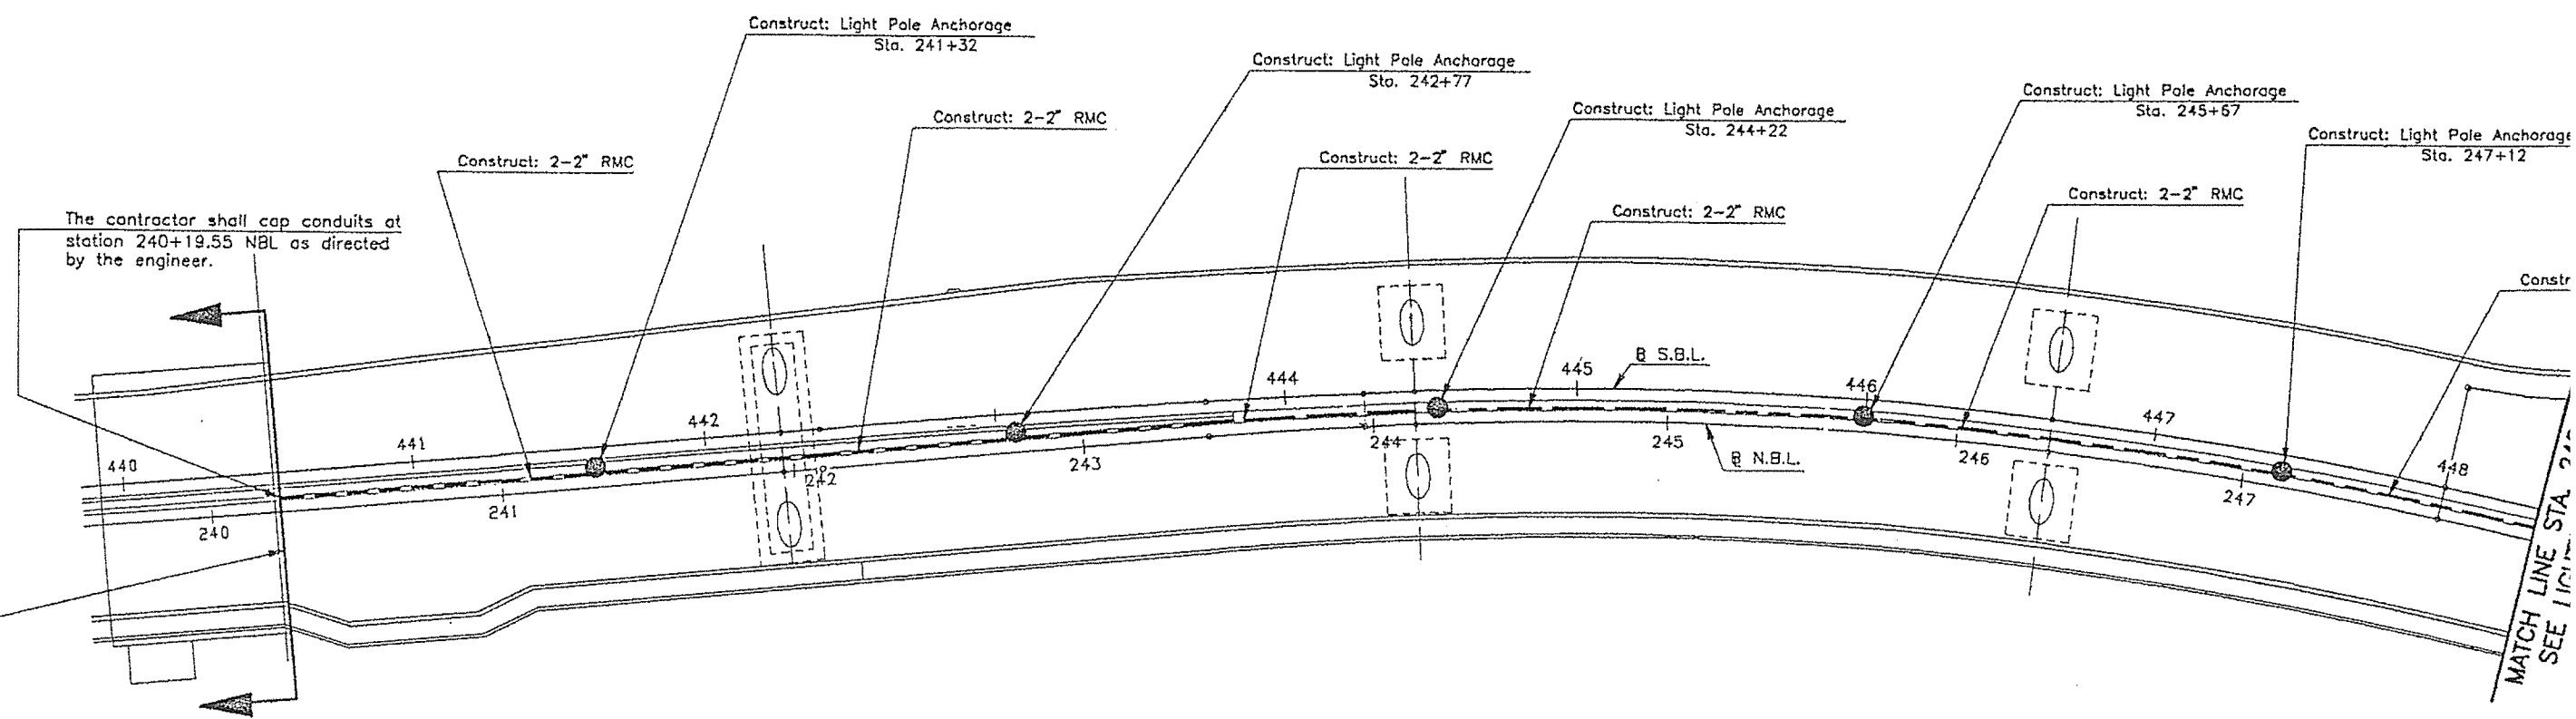 Construct: Light Pole Anchorage
Sta. 241+32
Construct: Light Pole Anchorage
Sta. 242+77
Construct: Light Pole Anchorage
Sta. 244+22
Construct: Light Pole Anchorage
Sta. 245+67
Construct: Light Pole Anchorage
Sta. 247+12
Construct: 2-2" RMC
Construct: 2-2" RMC
Construct: 2-2" RMC
Construct: 2-2" RMC
Construct: 2-2" RMC
Constr
The contractor shall cap conduits at
station 240+19.55 NBL as directed
by the engineer.
440
441
442
444
445
446
447
448
B S.B.L.
B N.B.L.
240
241
242
243
244
245
246
247
MATCH LINE STA.
SEE